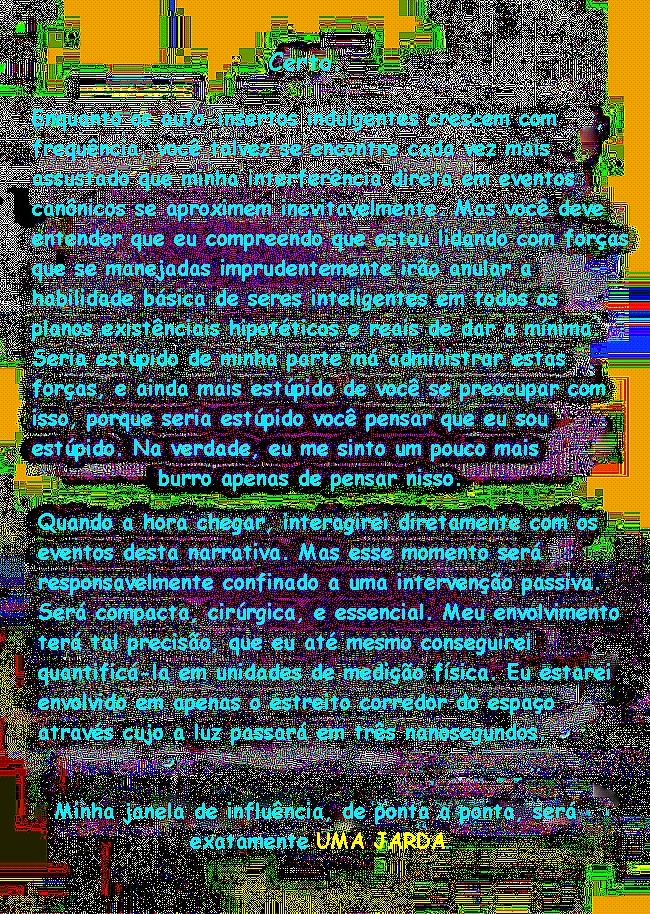 Certo.
Enquanto os auto-insertos indulgentes crescem com
frequência, você talvez se encontre cada vez mais
assustado que minha interferência direta em eventos
canônicos se aproximem inevitavelmente. Mas você deve
entender que eu compreendo que estou lidando com forças
que se manejadas imprudentemente irão anular a
habilidade básica de seres inteligentes em todos os
planos existênciais hipotéticos e reais de dar a mínima.
Seria estúpido de minha parte má administrar estas
forças, e ainda mais estúpido de você se preocupar com
isso, porque seria estúpido você pensar que eu sou
estúpido. Na verdade, eu me sinto um pouco mais
burro apenas de pensar nisso.
Quando a hora chegar, interagirei diretamente com os
eventos desta narrativa. Mas esse momento será
responsavelmente confinado a uma intervenção passiva.
Será compacta, cirúrgica, e essencial. Meu envolvimento
terá tal precisão, que eu até mesmo conseguirei
quantificá-la em unidades de medição física. Eu estarei
envolvido em apenas o estreito corredor do espaço
através cujo a luz passará em três nanosegundos.
Minha janela de influência, de ponta a ponta, será
exatamente UMA JARDA.